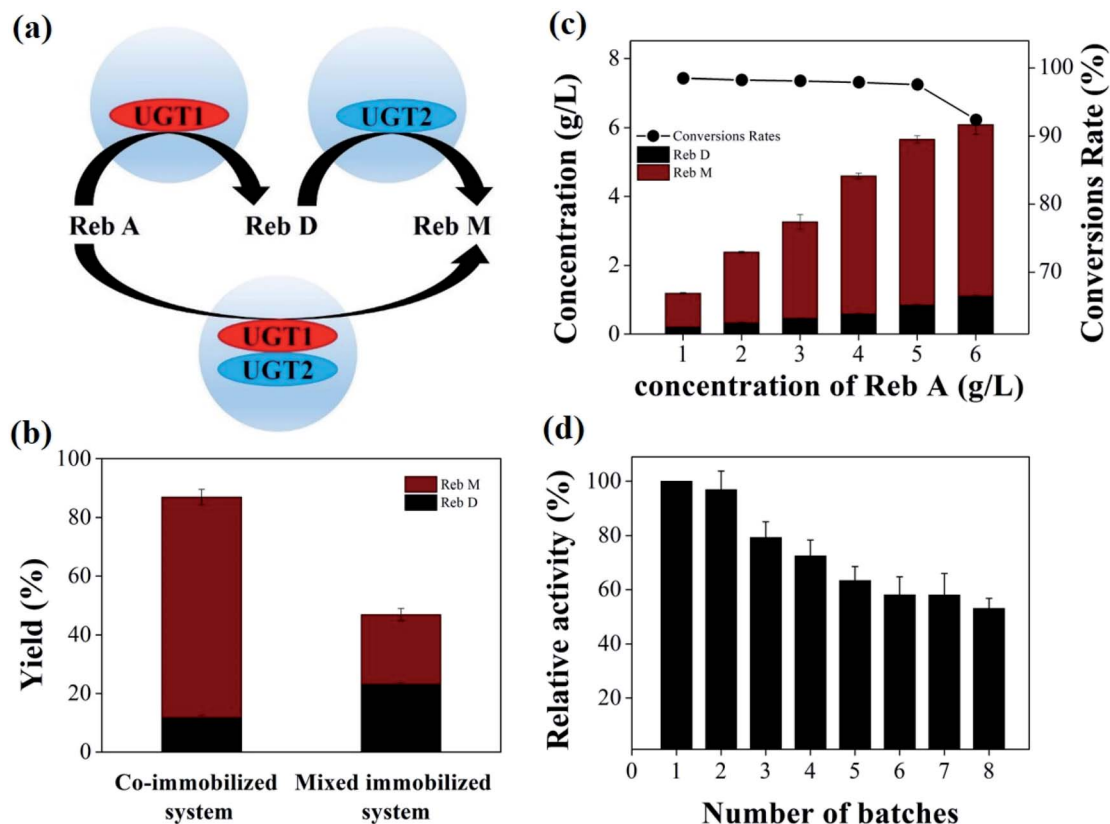 (a)
UGT1
UGT2
Reb A
Reb D
Reb M
UGT1
UGT2
(b)
Yield (%)
100
80
60
40
20
0
Reb M
Reb D
Co-immobilized
system
Mixed immobilized
system
(c)
Concentration (g/L)
8
6
4
2
0
Conversions Rates
Reb D
Reb M
100
90
80
70
Conversions Rate (%)
1 2 3 4 5 6
concentration of Reb A (g/L)
(d)
Relative activity (%)
100
80
60
40
20
0 1 2 3 4 5 6 7 8
Number of batches